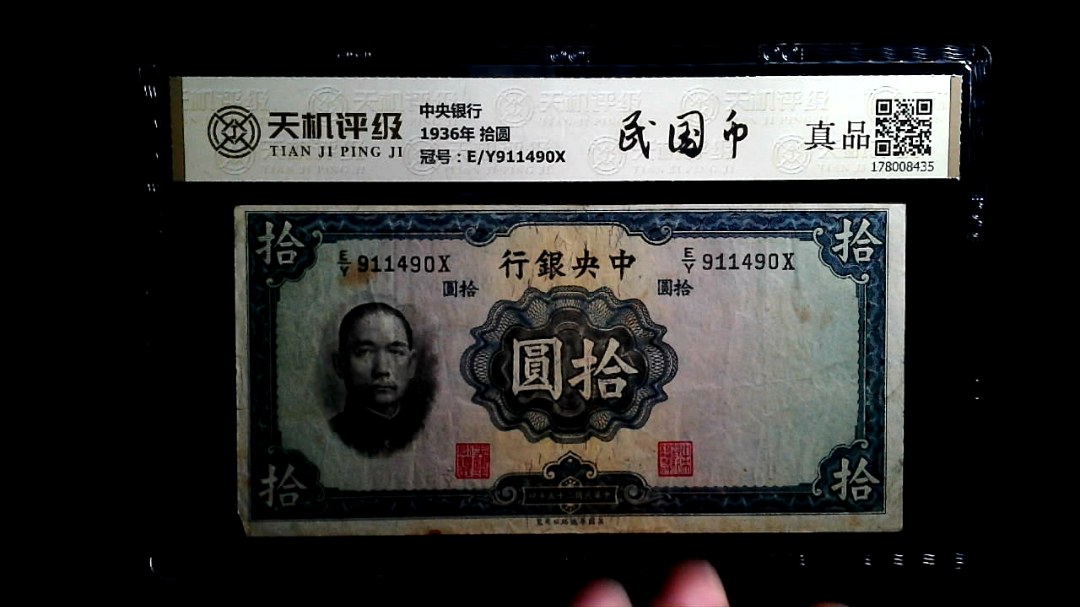 天机评级
TIAN JI PING JI
中央银行
1936年 拾圆
冠号：E/Y911490X
民国币
真品
178008435
拾
拾
E/Y 911490X
行銀央中
E/Y 911490X
圓拾
圓拾
圓拾
拾
拾